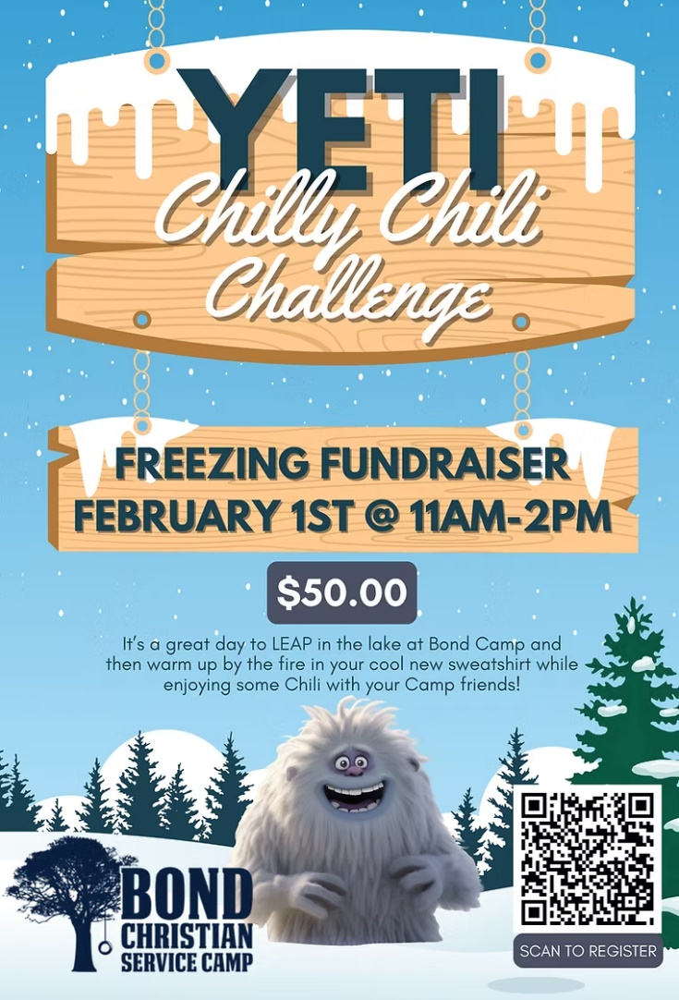 YETI
Chilly Chili
Challenge
FREEZING FUNDRAISER
FEBRUARY 1ST @ 11AM-2PM
$50.00
It's a great day to LEAP in the lake at Bond Camp and
then warm up by the fire in your cool new sweatshirt while
enjoying some Chili with your Camp friends!
BOND
CHRISTIAN
SERVICE CAMP
SCAN TO REGISTER